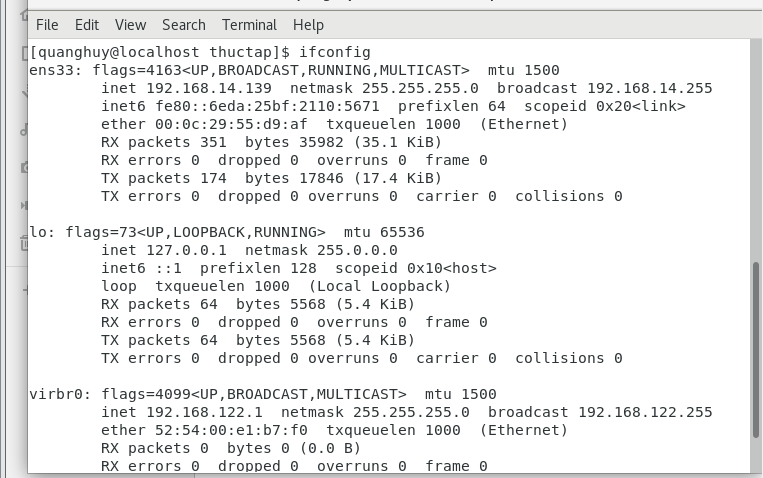 File Edit View Search Terminal Help
[quanghuy@localhost thuctap]$ ifconfig
ens33: flags=4163<UP,BROADCAST,RUNNING,MULTICAST>  mtu 1500
        inet 192.168.14.139  netmask 255.255.255.0  broadcast 192.168.14.255
        inet6 fe80::6eda:25bf:2110:5671  prefixlen 64  scopeid 0x20<link>
        ether 00:0c:29:55:d9:af  txqueuelen 1000  (Ethernet)
        RX packets 351  bytes 35982 (35.1 KiB)
        RX errors 0  dropped 0  overruns 0  frame 0
        TX packets 174  bytes 17846 (17.4 KiB)
        TX errors 0  dropped 0 overruns 0  carrier 0  collisions 0

lo: flags=73<UP,LOOPBACK,RUNNING>  mtu 65536
        inet 127.0.0.1  netmask 255.0.0.0
        inet6 ::1  prefixlen 128  scopeid 0x10<host>
        loop  txqueuelen 1000  (Local Loopback)
        RX packets 64  bytes 5568 (5.4 KiB)
        RX errors 0  dropped 0  overruns 0  frame 0
        TX packets 64  bytes 5568 (5.4 KiB)
        TX errors 0  dropped 0 overruns 0  carrier 0  collisions 0

virbr0: flags=4099<UP,BROADCAST,MULTICAST>  mtu 1500
        inet 192.168.122.1  netmask 255.255.255.0  broadcast 192.168.122.255
        ether 52:54:00:e1:b7:f0  txqueuelen 1000  (Ethernet)
        RX packets 0  bytes 0 (0.0 B)
        RX errors 0  dropped 0  overruns 0  frame 0